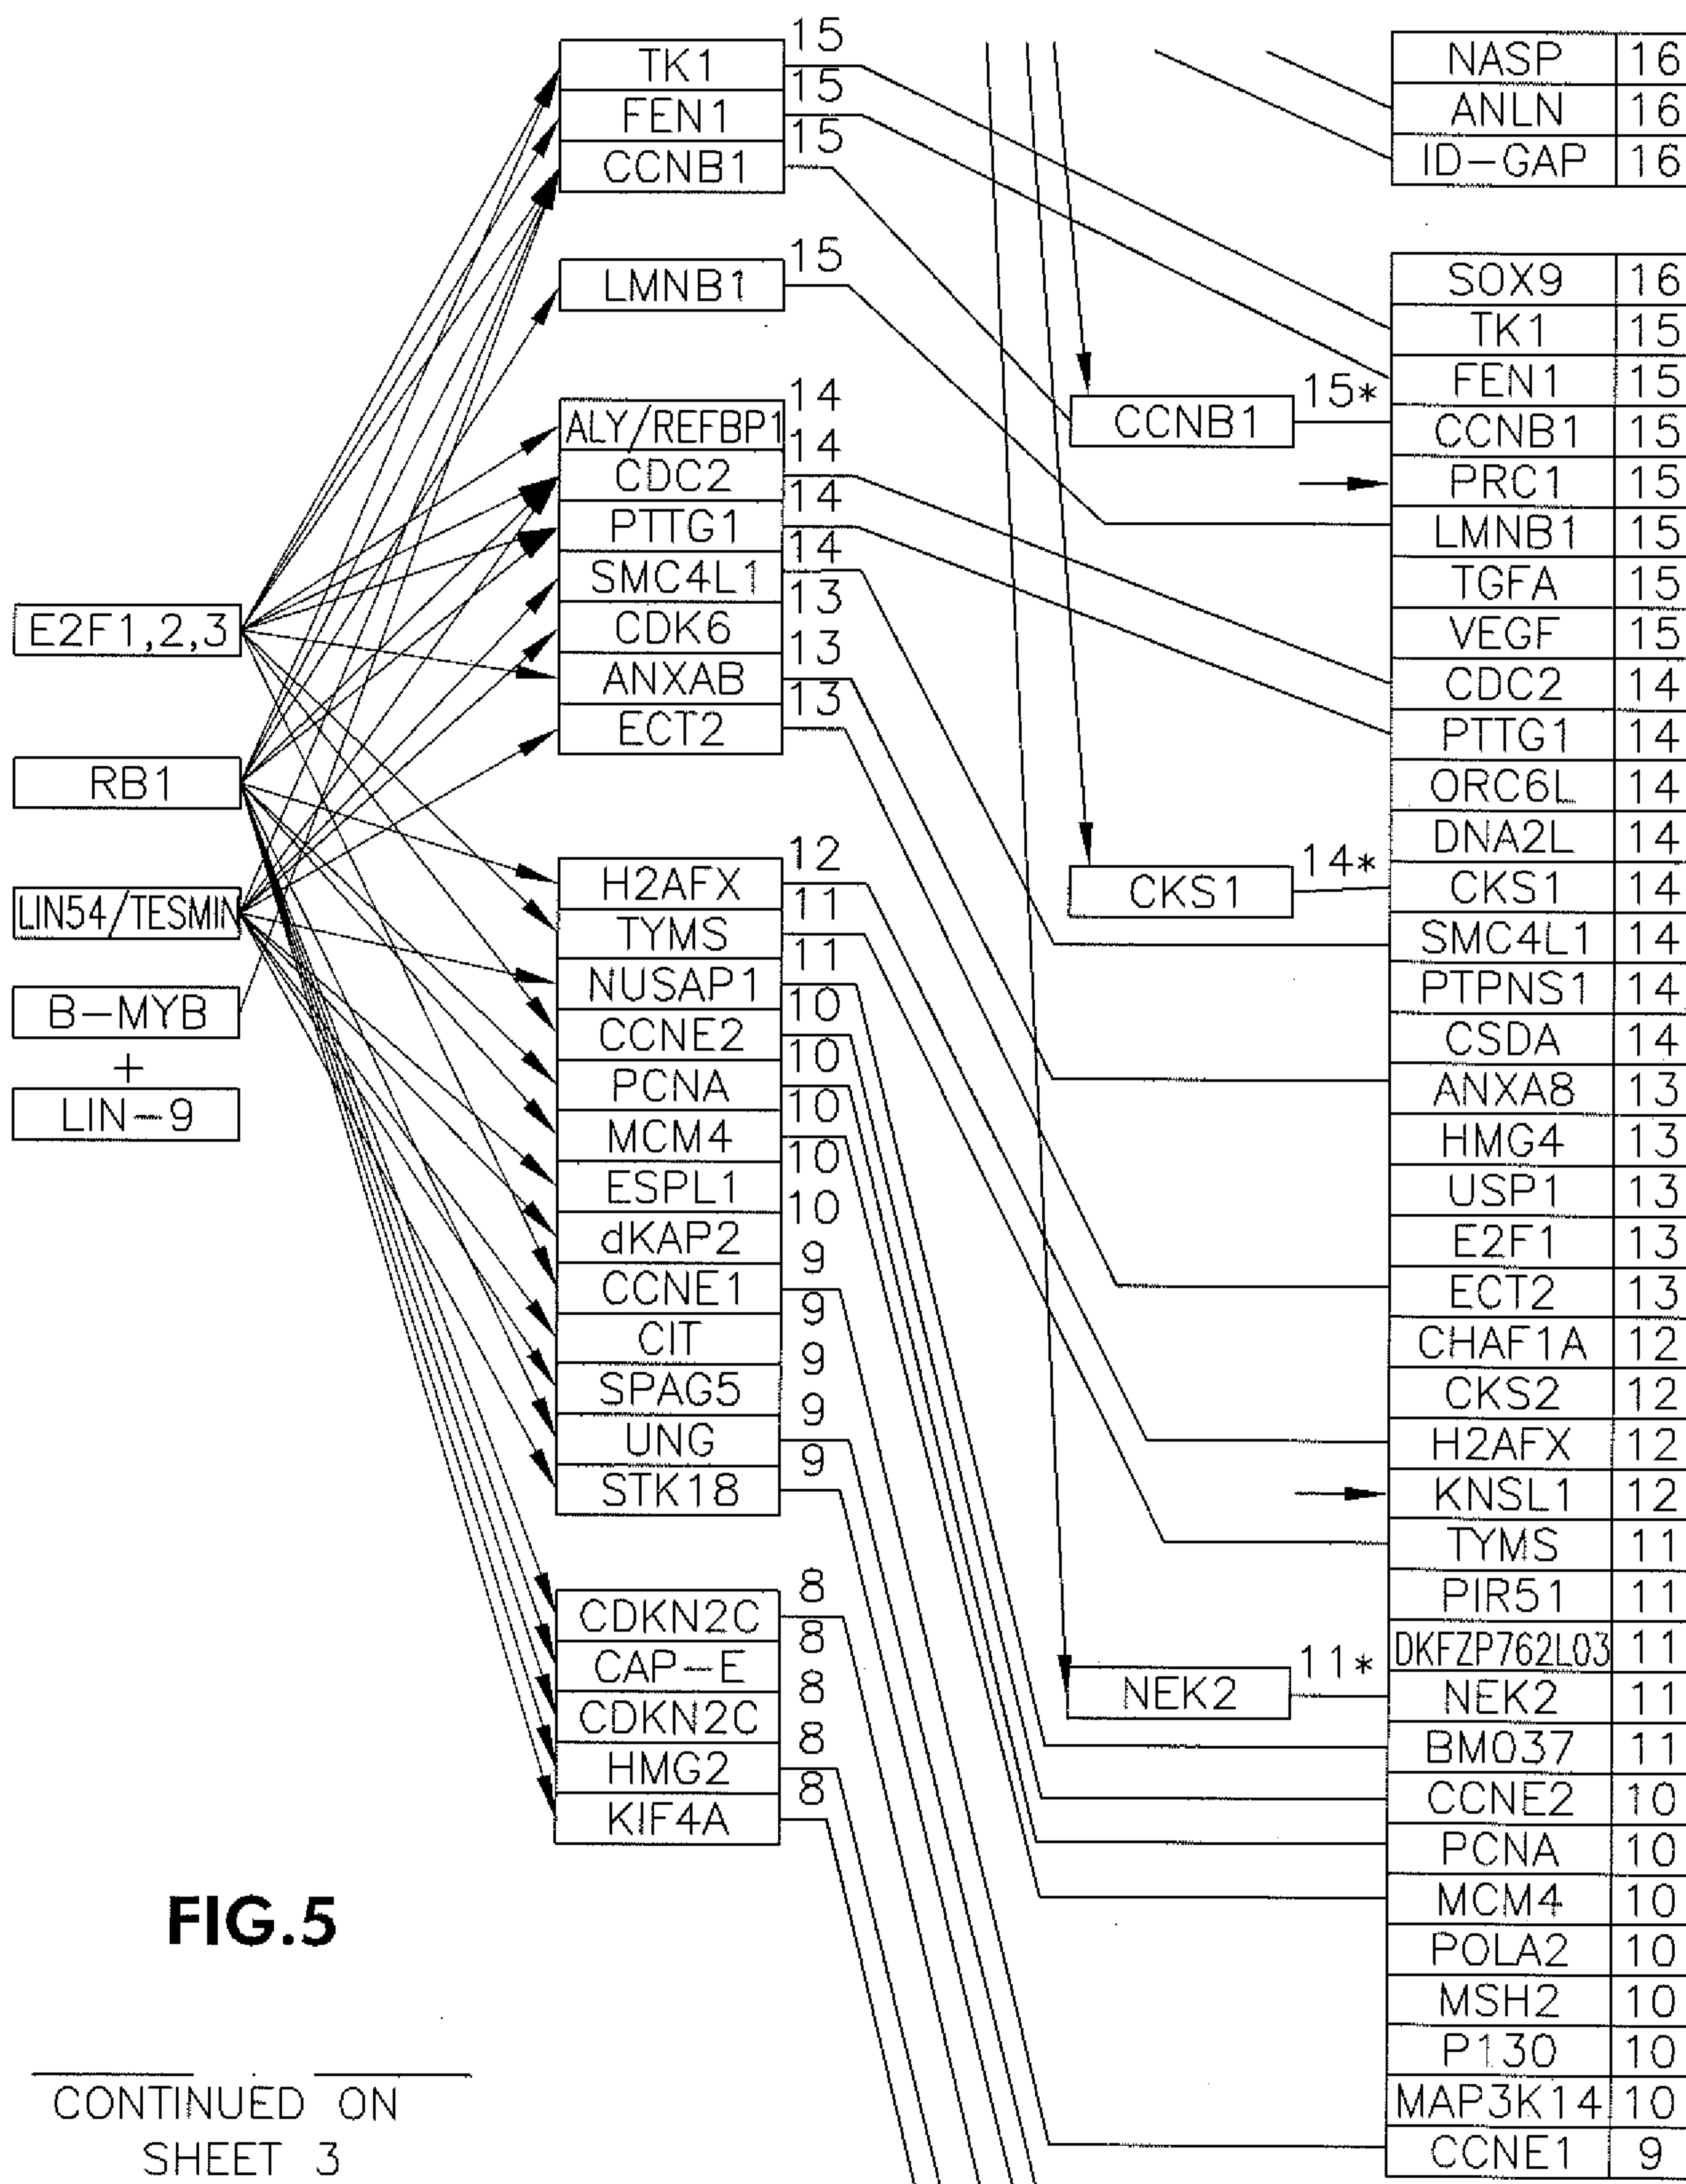 E2F1,2,3
RB1
LIN54/TESMIN
B-MYB
+
LIN-9
TK1 15
FEN1 15
CCNB1 15
LMNB1 15
ALY/REFBP1 14
CDC2 14
PTTG1 14
SMC4L1 14
CDK6 13
ANXAB 13
ECT2 13
H2AFX 12
TYMS 11
NUSAP1 11
CCNE2 10
PCNA 10
MCM4 10
ESPL1 10
dKAP2 10
CCNE1 9
CIT 9
SPAG5 9
UNG 9
STK18 9
CDKN2C 8
CAP-E 8
CDKN2C 8
HMG2 8
KIF4A 8
CCNB1 15*
CKS1 14*
NEK2 11*
NASP 16
ANLN 16
ID-GAP 16
SOX9 16
TK1 15
FEN1 15
CCNB1 15
PRC1 15
LMNB1 15
TGFA 15
VEGF 15
CDC2 14
PTTG1 14
ORC6L 14
DNA2L 14
CKS1 14
SMC4L1 14
PTPNS1 14
CSDA 14
ANXA8 13
HMG4 13
USP1 13
E2F1 13
ECT2 13
CHAF1A 12
CKS2 12
H2AFX 12
KNSL1 12
TYMS 11
PIR51 11
DKFZP762L03 11
NEK2 11
BM037 11
CCNE2 10
PCNA 10
MCM4 10
POLA2 10
MSH2 10
P130 10
MAP3K14 10
CCNE1 9
FIG.5
CONTINUED ON
SHEET 3